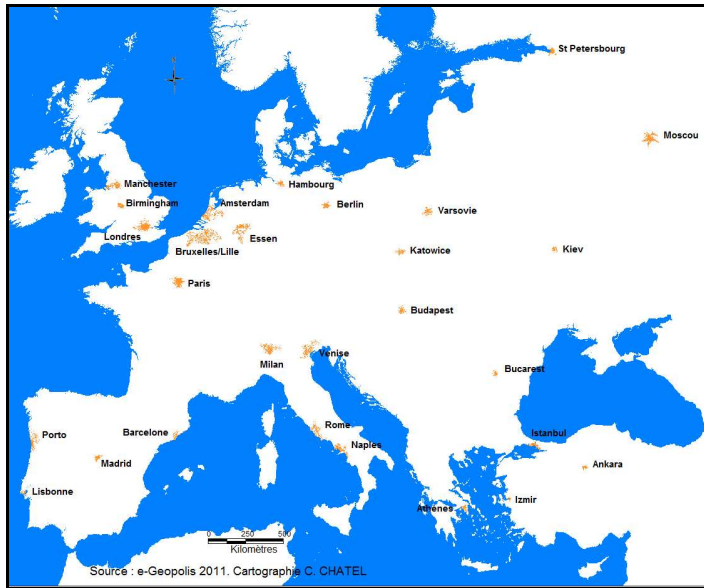 St Petersbourg
Moscou
Manchester
Hambourg
Birmingham
Amsterdam
Berlin
Varsovie
Londres
Essen
Bruxelles/Lille
Katowice
Kiev
Paris
Budapest
Venise
Milan
Bucarest
Rome
Porto
Barcelone
Istanbul
Naples
Madrid
Ankara
Lisbonne
Izmir
Athènes
0 250 500
Kilomètres
Source : e-Geopolis 2011. Cartographie C. CHATEL